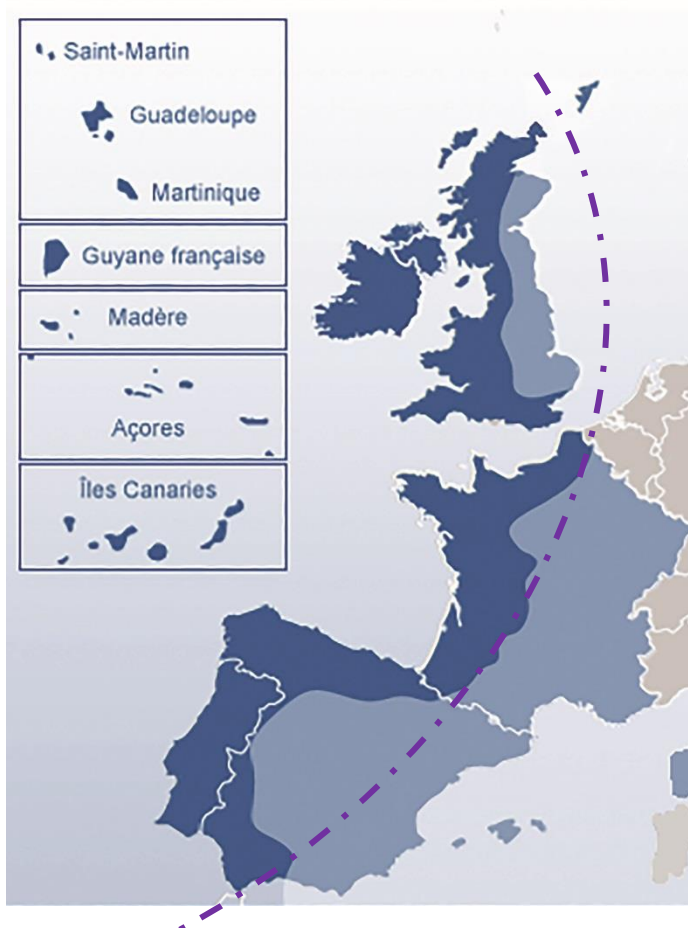 Saint-Martin
Guadeloupe
Martinique
Guyane française
Madère
Açores
Îles Canaries